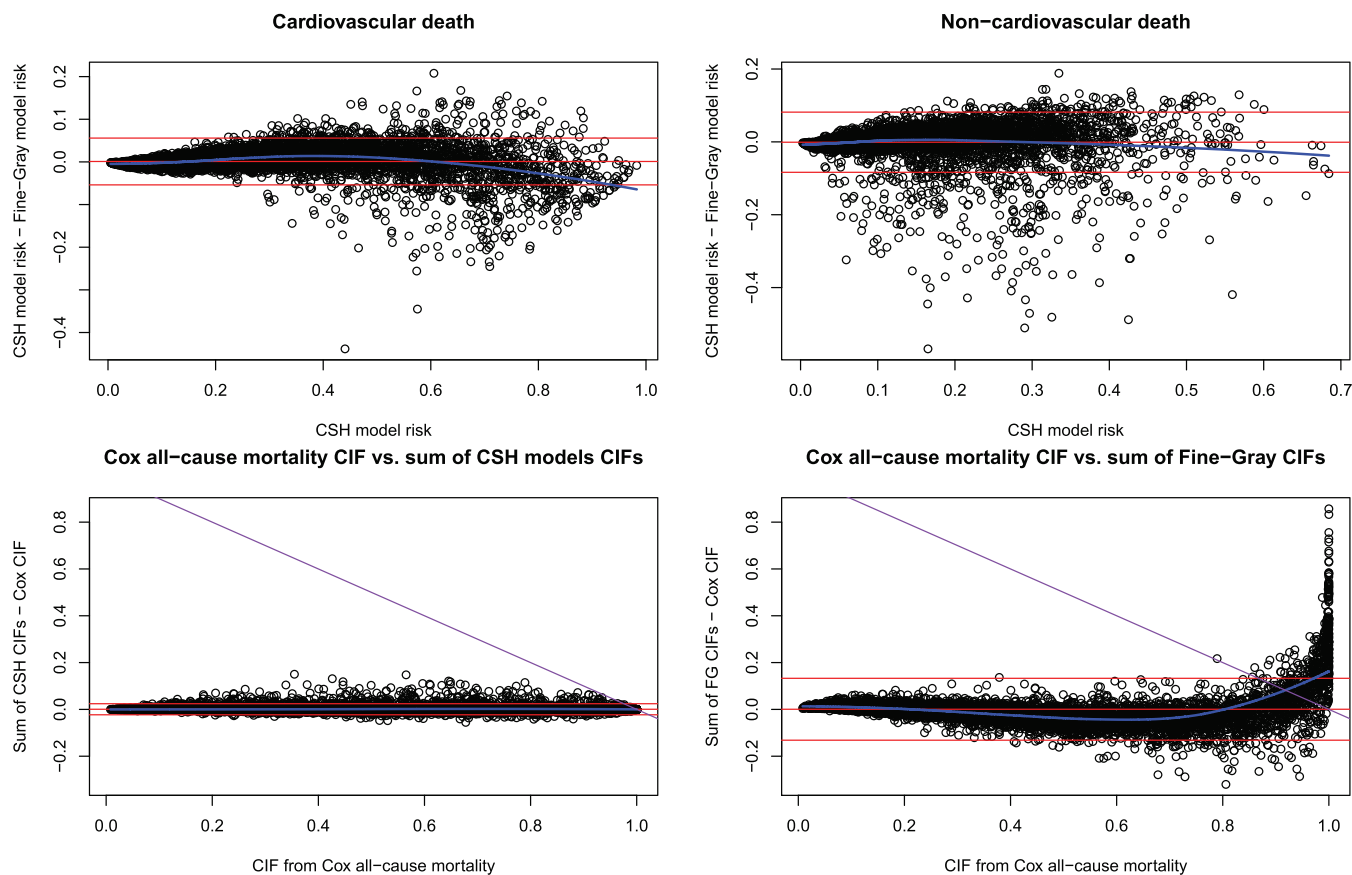 Cardiovascular death
CSH model risk − Fine−Gray model risk
0.2
0.1
0.0
−0.2
−0.4
0.0 0.2 0.4 0.6 0.8 1.0
CSH model risk
Non−cardiovascular death
CSH model risk − Fine−Gray model risk
0.2
0.0
−0.2
−0.4
0.0 0.1 0.2 0.3 0.4 0.5 0.6 0.7
CSH model risk
Cox all−cause mortality CIF vs. sum of CSH models CIFs
Sum of CSH CIFs − Cox CIF
0.8
0.6
0.4
0.2
0.0
−0.2
0.0 0.2 0.4 0.6 0.8 1.0
CIF from Cox all−cause mortality
Cox all−cause mortality CIF vs. sum of Fine−Gray CIFs
Sum of FG CIFs − Cox CIF
0.8
0.6
0.4
0.2
0.0
−0.2
0.0 0.2 0.4 0.6 0.8 1.0
CIF from Cox all−cause mortality